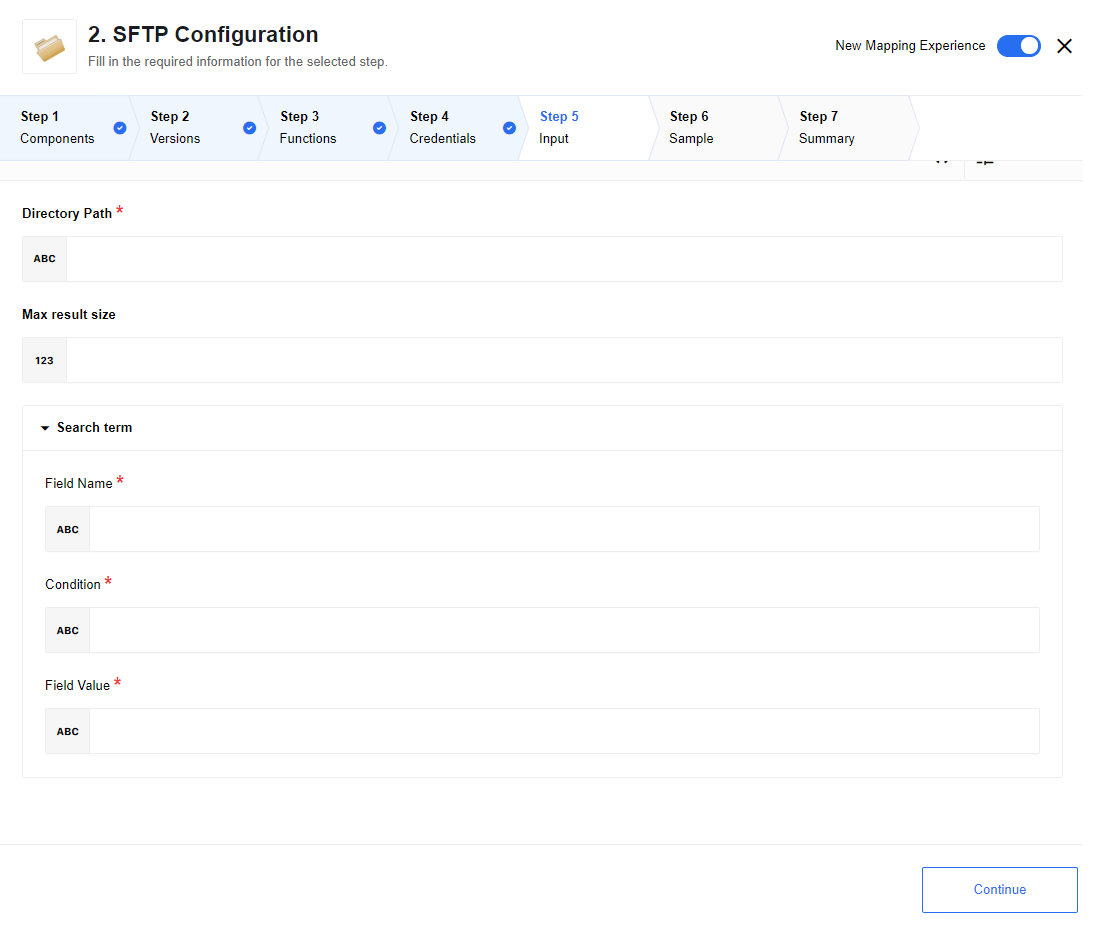 2. SFTP Configuration
Fill in the required information for the selected step.
New Mapping Experience
Step 1
Components
Step 2
Versions
Step 3
Functions
Step 4
Credentials
Step 5
Input
Step 6
Sample
Step 7
Summary
Directory Path *
ABC
Max result size
123
Search term
Field Name *
ABC
Condition *
ABC
Field Value *
ABC
Continue